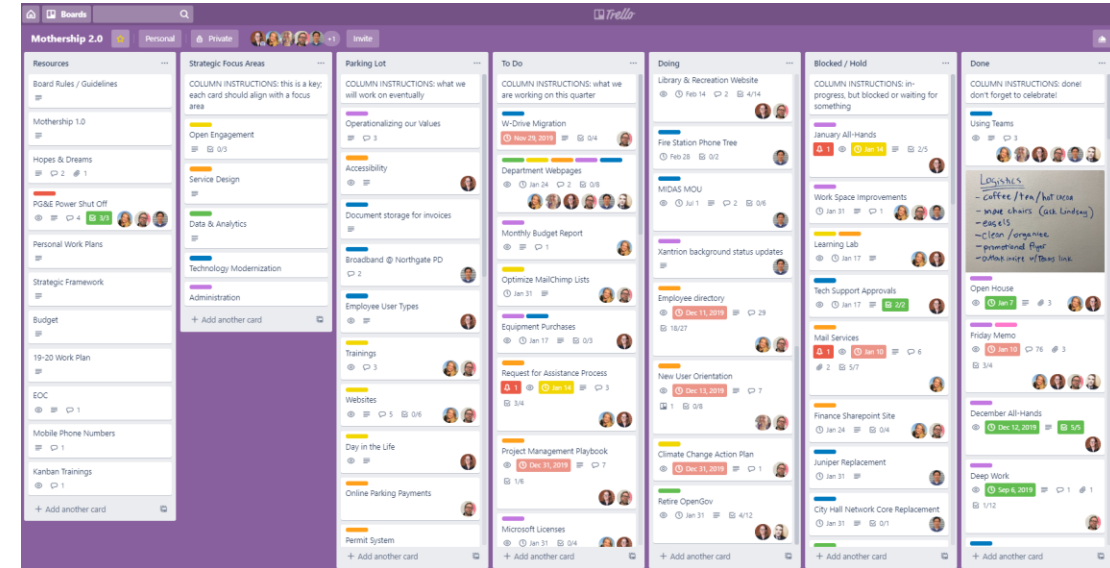 Boards
Trello
Mothership 2.0
Personal
Private
+1
Invite
Resources
Board Rules / Guidelines
Mothership 1.0
Hopes & Dreams
2 1
PG&E Power Shut Off
4 3/3
Personal Work Plans
Strategic Framework
Budget
19-20 Work Plan
EOC
1
Mobile Phone Numbers
1
Kanban Trainings
1
+ Add another card
Strategic Focus Areas
COLUMN INSTRUCTIONS: this is a key;
each card should align with a focus
area
Open Engagement
0/3
Service Design
Data & Analytics
Technology Modernization
Administration
+ Add another card
Parking Lot
COLUMN INSTRUCTIONS: what we
will work on eventually
Operationalizing our Values
3
Accessibility
Document storage for invoices
Broadband @ Northgate PD
2
Employee User Types
Trainings
3
Websites
5 0/6
Day in the Life
Online Parking Payments
Permit System
+ Add another card
To Do
COLUMN INSTRUCTIONS: what we
are working on this quarter
W-Drive Migration
Nov 29, 2019 0/4
Department Webpages
Jan 24 2 0/8
Monthly Budget Report
1
Optimize MailChimp Lists
Jan 31
Equipment Purchases
Jan 17 0/3
Request for Assistance Process
1 Jan 14 3
3/4
Project Management Playbook
Dec 31, 2019 7
1/6
Microsoft Licenses
Jan 31 0/4
+ Add another card
Doing
Library & Recreation Website
Feb 14 2 4/14
Fire Station Phone Tree
Feb 28 0/2
MIDAS MOU
Jul 1 2 0/6
Xantrion background status updates
Employee directory
Dec 11, 2019 29
18/27
New User Orientation
Dec 13, 2019 7
1 0/8
Climate Change Action Plan
Dec 31, 2019 1
Retire OpenGov
Jan 31 4/12
+ Add another card
Blocked / Hold
COLUMN INSTRUCTIONS: in-
progress, but blocked or waiting for
something
January All-Hands
1 Jan 14 2/5
Work Space Improvements
Jan 31 1
Learning Lab
Jan 17
Tech Support Approvals
Jan 17 2/2
Mail Services
1 Jan 10 6
2 5/7
Finance Sharepoint Site
Jan 24 0/4
Juniper Replacement
Jan 31
City Hall Network Core Replacement
Jan 31 0/1
+ Add another card
Done
COLUMN INSTRUCTIONS: done!
don't forget to celebrate!
Using Teams
3
Logistics
- coffee / tea / hot cocoa
- move chairs (ask Lindsay)
- easels
- clean / organize
- promotional flyer
- outlook invite w/ Teams link
Open House
Jan 7 3
Friday Memo
Jan 10 76 3
3/4
December All-Hands
Dec 12, 2019 5/5
Deep Work
Sep 6, 2019 1 1
1/12
+ Add another card